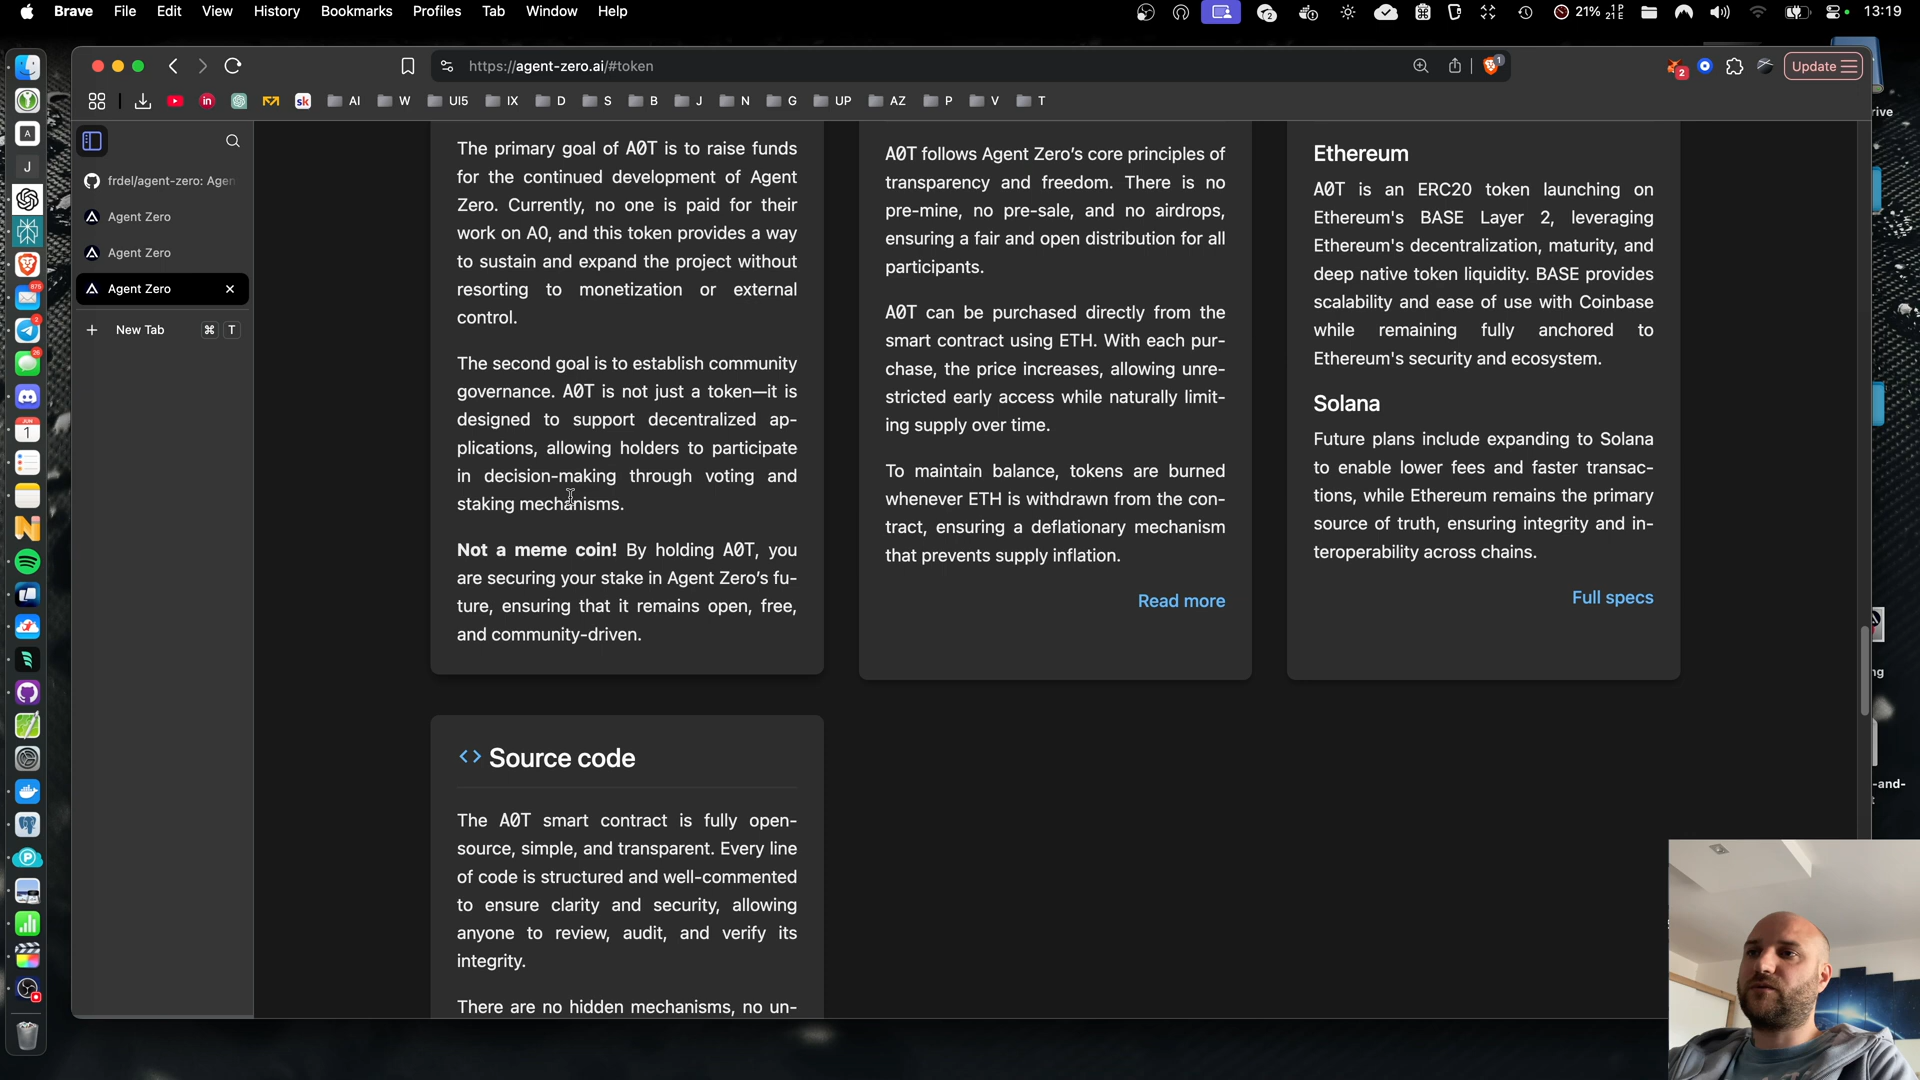 Brave File Edit View History Bookmarks Profiles Tab Window Help
2
21% 13:19
https://agent-zero.ai/#token
1
2
Update
AI W UI5 IX D S B J N G UP AZ P V T
frdel/agent-zero: Agen
Agent Zero
Agent Zero
Agent Zero
New Tab ⌘ T
The primary goal of A0T is to raise funds
for the continued development of Agent
Zero. Currently, no one is paid for their
work on A0, and this token provides a way
to sustain and expand the project without
resorting to monetization or external
control.
The second goal is to establish community
governance. A0T is not just a token—it is
designed to support decentralized ap-
plications, allowing holders to participate
in decision-making through voting and
staking mechanisms.
Not a meme coin! By holding A0T, you
are securing your stake in Agent Zero's fu-
ture, ensuring that it remains open, free,
and community-driven.
A0T follows Agent Zero's core principles of
transparency and freedom. There is no
pre-mine, no pre-sale, and no airdrops,
ensuring a fair and open distribution for all
participants.
A0T can be purchased directly from the
smart contract using ETH. With each pur-
chase, the price increases, allowing unre-
stricted early access while naturally limit-
ing supply over time.
To maintain balance, tokens are burned
whenever ETH is withdrawn from the con-
tract, ensuring a deflationary mechanism
that prevents supply inflation.
Read more
Ethereum
A0T is an ERC20 token launching on
Ethereum's BASE Layer 2, leveraging
Ethereum's decentralization, maturity, and
deep native token liquidity. BASE provides
scalability and ease of use with Coinbase
while remaining fully anchored to
Ethereum's security and ecosystem.
Solana
Future plans include expanding to Solana
to enable lower fees and faster transac-
tions, while Ethereum remains the primary
source of truth, ensuring integrity and in-
teroperability across chains.
Full specs
<> Source code
The A0T smart contract is fully open-
source, simple, and transparent. Every line
of code is structured and well-commented
to ensure clarity and security, allowing
anyone to review, audit, and verify its
integrity.
There are no hidden mechanisms, no un-